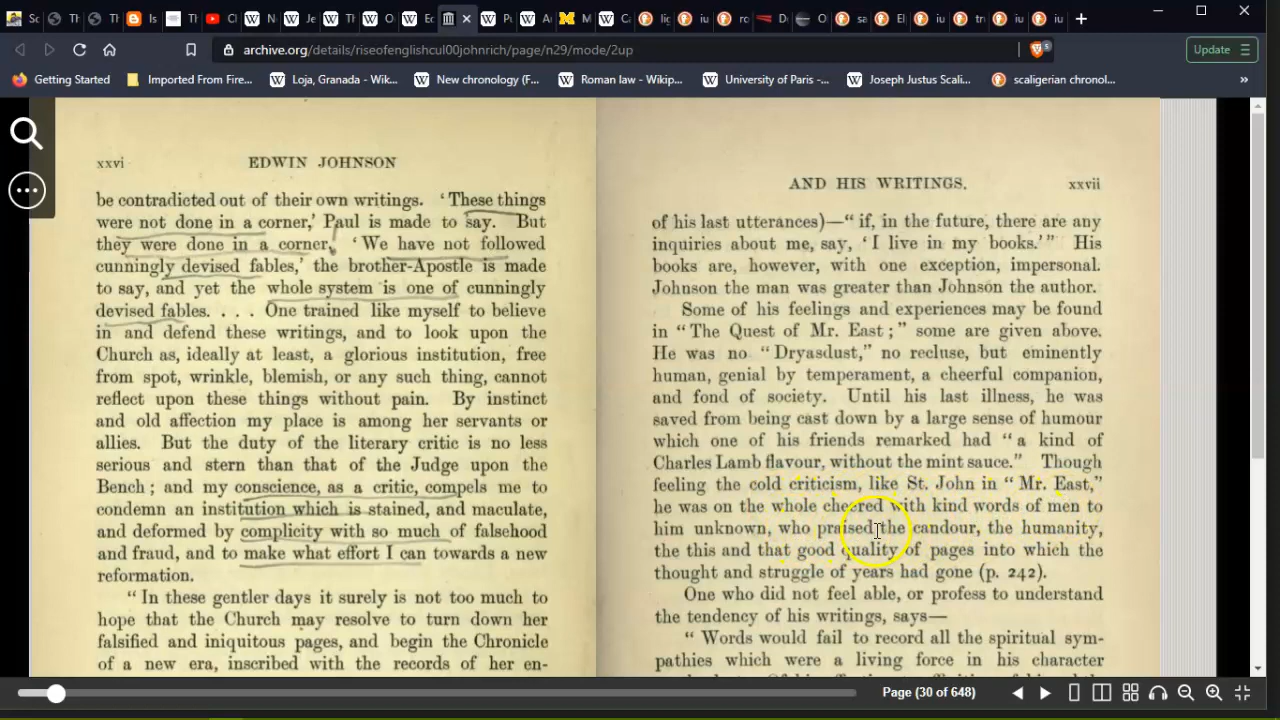 Th
Th
Is
Th
Cl
N
Je
Th
O
Ec
Pu
Ar
M
Ca
lig
iu
ro
De
O
sa
El
iu
tru
iu
iu
archive.org/details/riseofenglishcul00johnrich/page/n29/mode/2up
5
Update
Getting Started
Imported From Fire...
Loja, Granada - Wik...
New chronology (F...
Roman law - Wikip...
University of Paris -...
Joseph Justus Scali...
scaligerian chronol...
»
xxvi EDWIN JOHNSON
be contradicted out of their own writings. ‘These things
were not done in a corner,’ Paul is made to say. But
they were done in a corner. ‘We have not followed
cunningly devised fables,’ the brother-Apostle is made
to say, and yet the whole system is one of cunningly
devised fables. . . . One trained like myself to believe
in and defend these writings, and to look upon the
Church as, ideally at least, a glorious institution, free
from spot, wrinkle, blemish, or any such thing, cannot
reflect upon these things without pain. By instinct
and old affection my place is among her servants or
allies. But the duty of the literary critic is no less
serious and stern than that of the Judge upon the
Bench; and my conscience, as a critic, compels me to
condemn an institution which is stained, and maculate,
and deformed by complicity with so much of falsehood
and fraud, and to make what effort I can towards a new
reformation.
“In these gentler days it surely is not too much to
hope that the Church may resolve to turn down her
falsified and iniquitous pages, and begin the Chronicle
of a new era, inscribed with the records of her en-
AND HIS WRITINGS. xxvii
of his last utterances)—“if, in the future, there are any
inquiries about me, say, ‘I live in my books.’” His
books are, however, with one exception, impersonal.
Johnson the man was greater than Johnson the author.
Some of his feelings and experiences may be found
in “The Quest of Mr. East;” some are given above.
He was no “Dryasdust,” no recluse, but eminently
human, genial by temperament, a cheerful companion,
and fond of society. Until his last illness, he was
saved from being cast down by a large sense of humour
which one of his friends remarked had “a kind of
Charles Lamb flavour, without the mint sauce.” Though
feeling the cold criticism, like St. John in “Mr. East,”
he was on the whole cheered with kind words of men to
him unknown, who praised the candour, the humanity,
the this and that good quality of pages into which the
thought and struggle of years had gone (p. 242).
One who did not feel able, or profess to understand
the tendency of his writings, says—
“Words would fail to record all the spiritual sym-
pathies which were a living force in his character
Page (30 of 648)